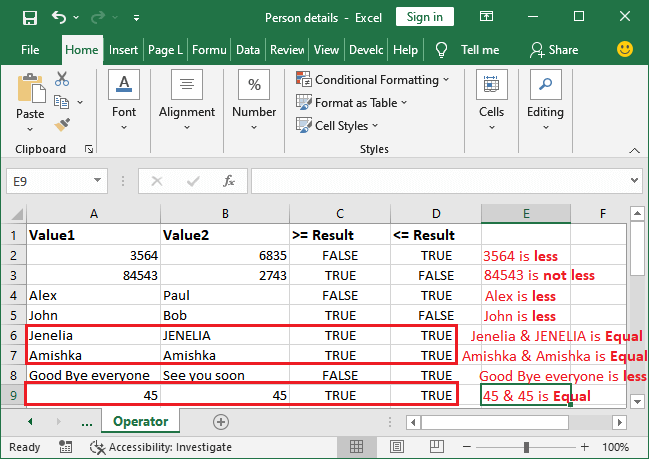 Person details - Excel
Sign in
File Home Insert Page L Formu Data Review View Develc Help Tell me Share
Paste
Clipboard
Font
Alignment
%
Number
Conditional Formatting
Format as Table
Cell Styles
Styles
Cells
Editing
E9
fx
A B C D E F
1 Value1 Value2 >= Result <= Result
2 3564 6835 FALSE TRUE 3564 is less
3 84543 2743 TRUE FALSE 84543 is not less
4 Alex Paul FALSE TRUE Alex is less
5 John Bob TRUE FALSE John is less
6 Jenelia JENELIA TRUE TRUE Jenelia & JENELIA is Equal
7 Amishka Amishka TRUE TRUE Amishka & Amishka is Equal
8 Good Bye everyone See you soon FALSE TRUE Good Bye everyone is less
9 45 45 TRUE TRUE 45 & 45 is Equal
... Operator
Ready Accessibility: Investigate 100%